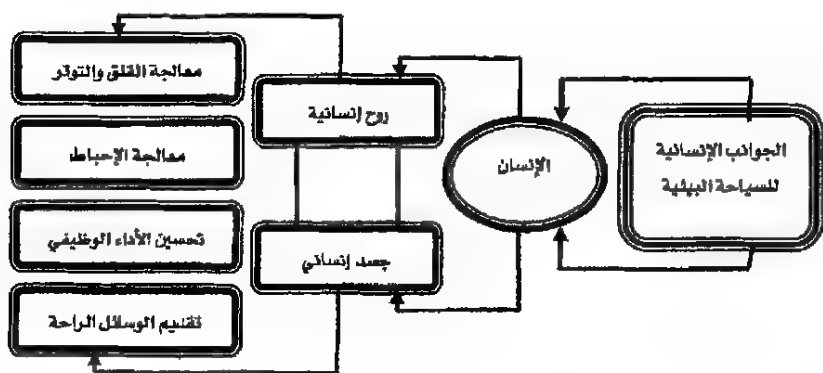 الجوانب الإنسانية
للسياحة البيئية
الإنسان
روح إنسانية
جسد إنساني
معالجة القلق والتوتر
معالجة الإحباط
تحسين الأداء الوظيفي
تقديم الوسائل الراحة